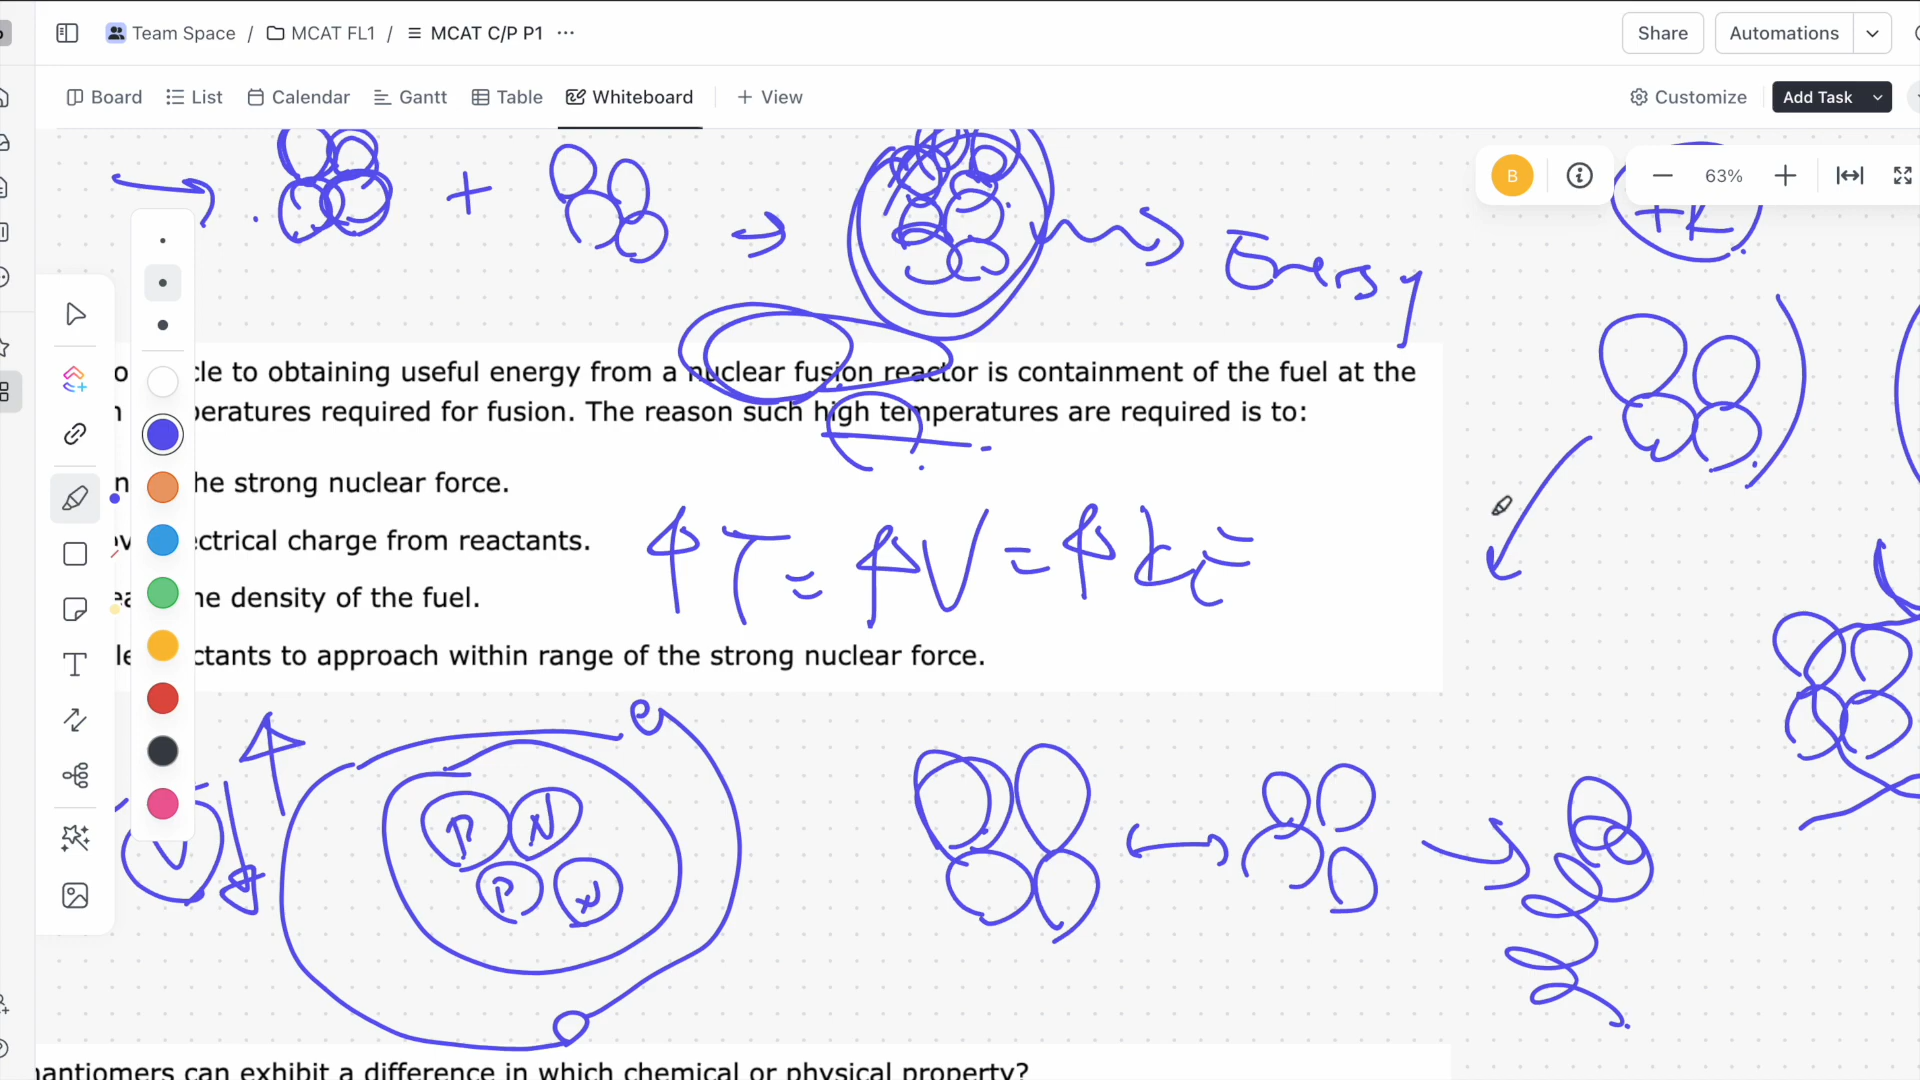 Team Space / MCAT FL1 / MCAT C/P P1 ...
Share Automations
Board List Calendar Gantt Table Whiteboard + View
Customize Add Task
B 63%
+ → Energy
+K
cle to obtaining useful energy from a nuclear fusion reactor is containment of the fuel at the
peratures required for fusion. The reason such high temperatures are required is to:
he strong nuclear force.
ectrical charge from reactants.
he density of the fuel.
ctants to approach within range of the strong nuclear force.
↑T = ↑V = ↑kE
e
P N
P N
V
nantiomers can exhibit a difference in which chemical or physical property?